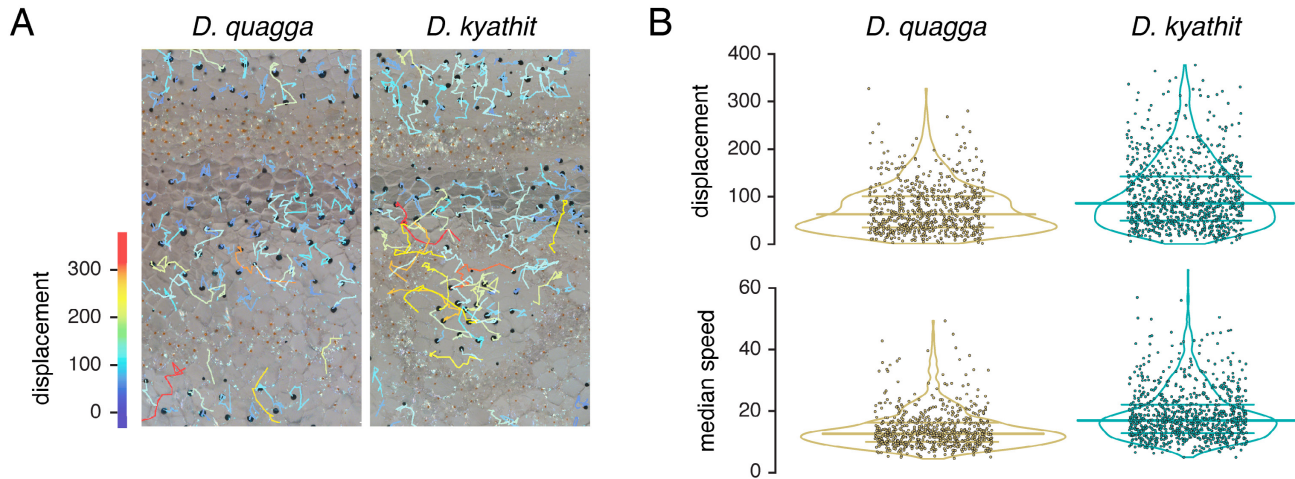 A
D. quagga
D. kyathit
displacement
300
200
100
0
B
D. quagga
D. kyathit
displacement
400
300
200
100
0
median speed
60
40
20
0